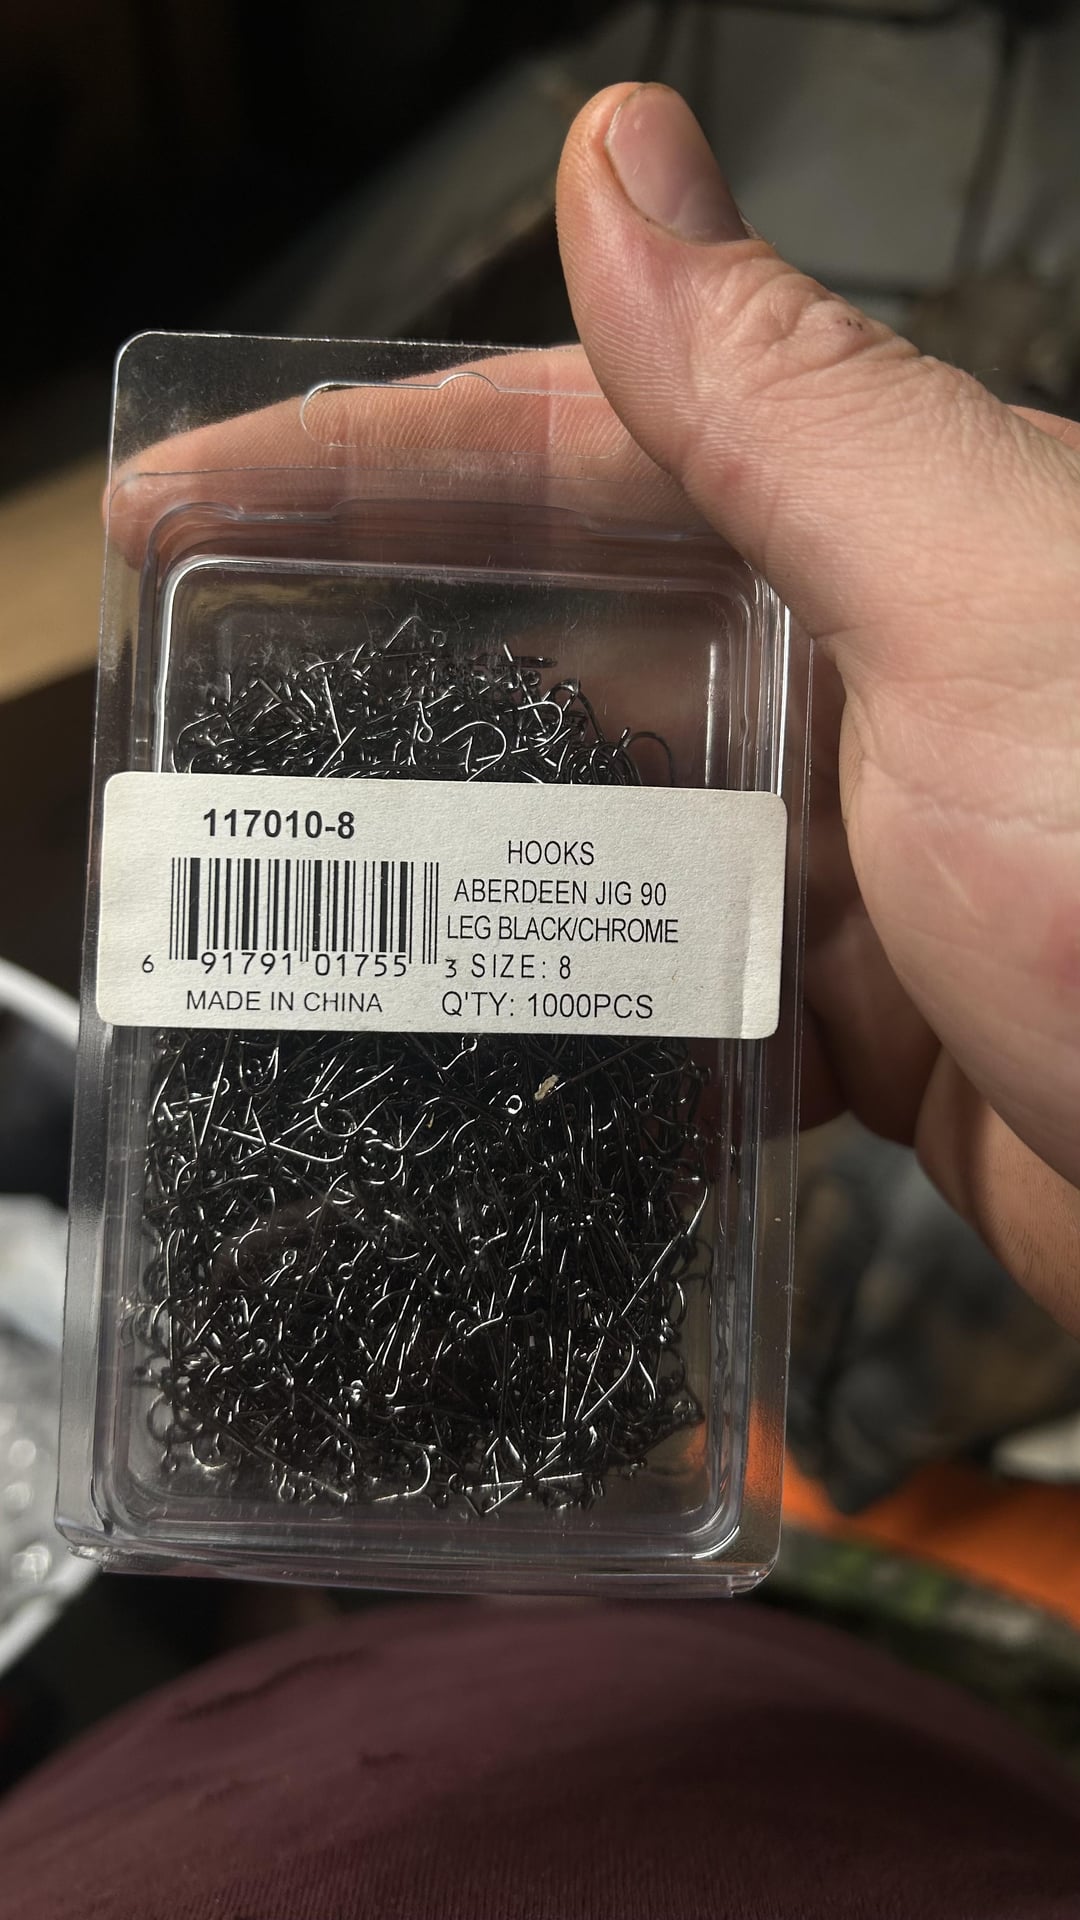 117010-8
HOOKS
ABERDEEN JIG 90
LEG BLACK/CHROME
6 91791 01755 3
SIZE: 8
MADE IN CHINA
Q'TY: 1000PCS